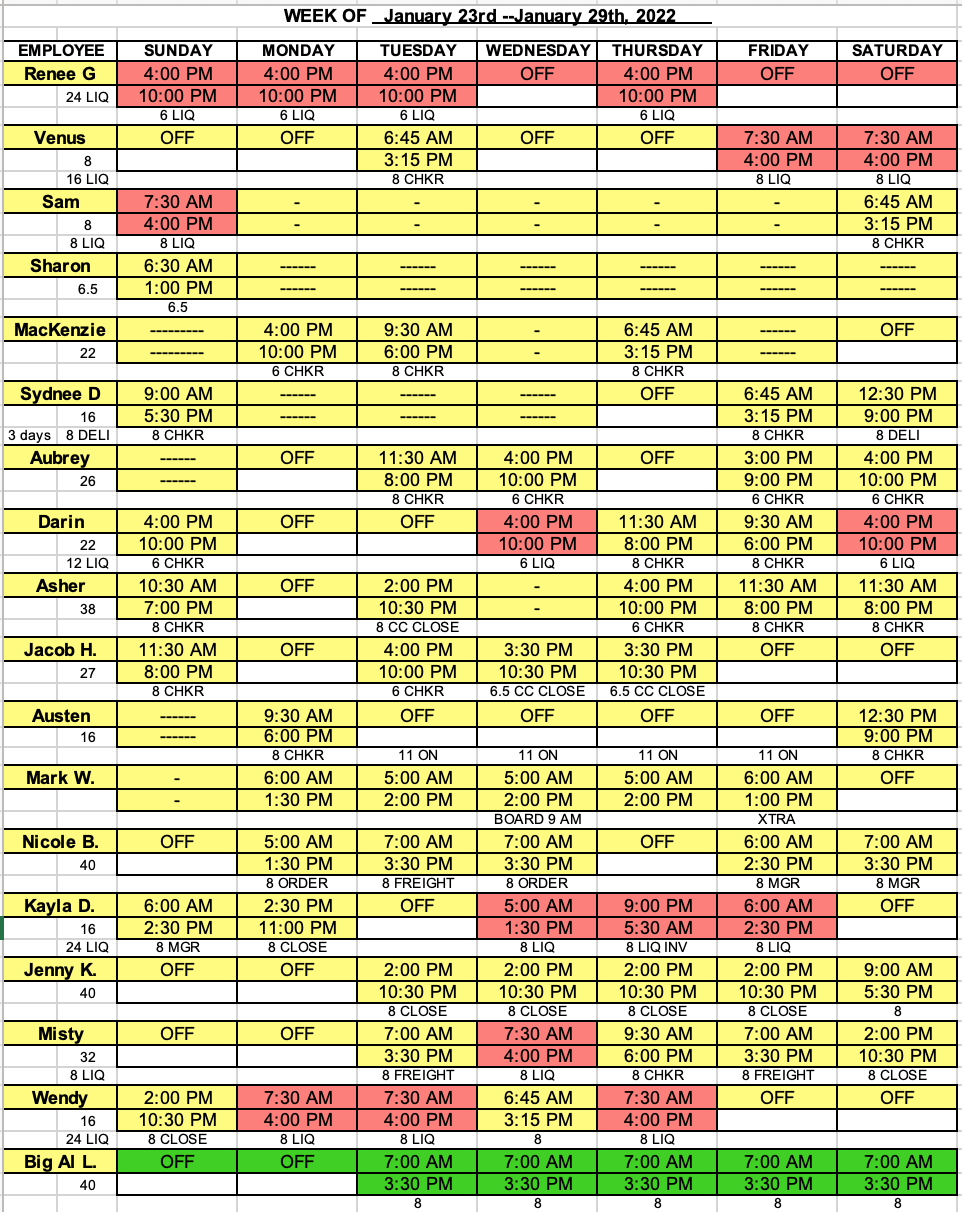 WEEK OF January 23rd --January 29th, 2022
EMPLOYEE SUNDAY MONDAY TUESDAY WEDNESDAY THURSDAY FRIDAY SATURDAY
Renee G 4:00 PM 4:00 PM 4:00 PM OFF 4:00 PM OFF OFF
24 LIQ 10:00 PM 10:00 PM 10:00 PM 10:00 PM
6 LIQ 6 LIQ 6 LIQ 6 LIQ
Venus OFF OFF 6:45 AM OFF OFF 7:30 AM 7:30 AM
8 3:15 PM 4:00 PM 4:00 PM
16 LIQ 8 CHKR 8 LIQ 8 LIQ
Sam 7:30 AM - - - - - 6:45 AM
8 4:00 PM - - - - - 3:15 PM
8 LIQ 8 LIQ 8 CHKR
Sharon 6:30 AM ------ ------ ------ ------ ------ ------
6.5 1:00 PM ------ ------ ------ ------ ------ ------
6.5
MacKenzie --------- 4:00 PM 9:30 AM - 6:45 AM ------ OFF
22 --------- 10:00 PM 6:00 PM - 3:15 PM ------
6 CHKR 8 CHKR 8 CHKR
Sydnee D 9:00 AM ------ ------ ------ OFF 6:45 AM 12:30 PM
16 5:30 PM ------ ------ ------ 3:15 PM 9:00 PM
3 days 8 DELI 8 CHKR 8 CHKR 8 DELI
Aubrey ------ OFF 11:30 AM 4:00 PM OFF 3:00 PM 4:00 PM
26 ------ 8:00 PM 10:00 PM 9:00 PM 10:00 PM
8 CHKR 6 CHKR 6 CHKR 6 CHKR
Darin 4:00 PM OFF OFF 4:00 PM 11:30 AM 9:30 AM 4:00 PM
22 10:00 PM 10:00 PM 8:00 PM 6:00 PM 10:00 PM
12 LIQ 6 CHKR 6 LIQ 8 CHKR 8 CHKR 6 LIQ
Asher 10:30 AM OFF 2:00 PM - 4:00 PM 11:30 AM 11:30 AM
38 7:00 PM 10:30 PM - 10:00 PM 8:00 PM 8:00 PM
8 CHKR 8 CC CLOSE 6 CHKR 8 CHKR 8 CHKR
Jacob H. 11:30 AM OFF 4:00 PM 3:30 PM 3:30 PM OFF OFF
27 8:00 PM 10:00 PM 10:30 PM 10:30 PM
8 CHKR 6 CHKR 6.5 CC CLOSE 6.5 CC CLOSE
Austen ------ 9:30 AM OFF OFF OFF OFF 12:30 PM
16 ------ 6:00 PM 9:00 PM
8 CHKR 11 ON 11 ON 11 ON 11 ON 8 CHKR
Mark W. - 6:00 AM 5:00 AM 5:00 AM 5:00 AM 6:00 AM OFF
- 1:30 PM 2:00 PM 2:00 PM 2:00 PM 1:00 PM
BOARD 9 AM XTRA
Nicole B. OFF 5:00 AM 7:00 AM 7:00 AM OFF 6:00 AM 7:00 AM
40 1:30 PM 3:30 PM 3:30 PM 2:30 PM 3:30 PM
8 ORDER 8 FREIGHT 8 ORDER 8 MGR 8 MGR
Kayla D. 6:00 AM 2:30 PM OFF 5:00 AM 9:00 PM 6:00 AM OFF
16 2:30 PM 11:00 PM 1:30 PM 5:30 AM 2:30 PM
24 LIQ 8 MGR 8 CLOSE 8 LIQ 8 LIQ INV 8 LIQ
Jenny K. OFF OFF 2:00 PM 2:00 PM 2:00 PM 2:00 PM 9:00 AM
40 10:30 PM 10:30 PM 10:30 PM 10:30 PM 5:30 PM
8 CLOSE 8 CLOSE 8 CLOSE 8 CLOSE 8
Misty OFF OFF 7:00 AM 7:30 AM 9:30 AM 7:00 AM 2:00 PM
32 3:30 PM 4:00 PM 6:00 PM 3:30 PM 10:30 PM
8 LIQ 8 FREIGHT 8 LIQ 8 CHKR 8 FREIGHT 8 CLOSE
Wendy 2:00 PM 7:30 AM 7:30 AM 6:45 AM 7:30 AM OFF OFF
16 10:30 PM 4:00 PM 4:00 PM 3:15 PM 4:00 PM
24 LIQ 8 CLOSE 8 LIQ 8 LIQ 8 8 LIQ
Big Al L. OFF OFF 7:00 AM 7:00 AM 7:00 AM 7:00 AM 7:00 AM
40 3:30 PM 3:30 PM 3:30 PM 3:30 PM 3:30 PM
8 8 8 8 8